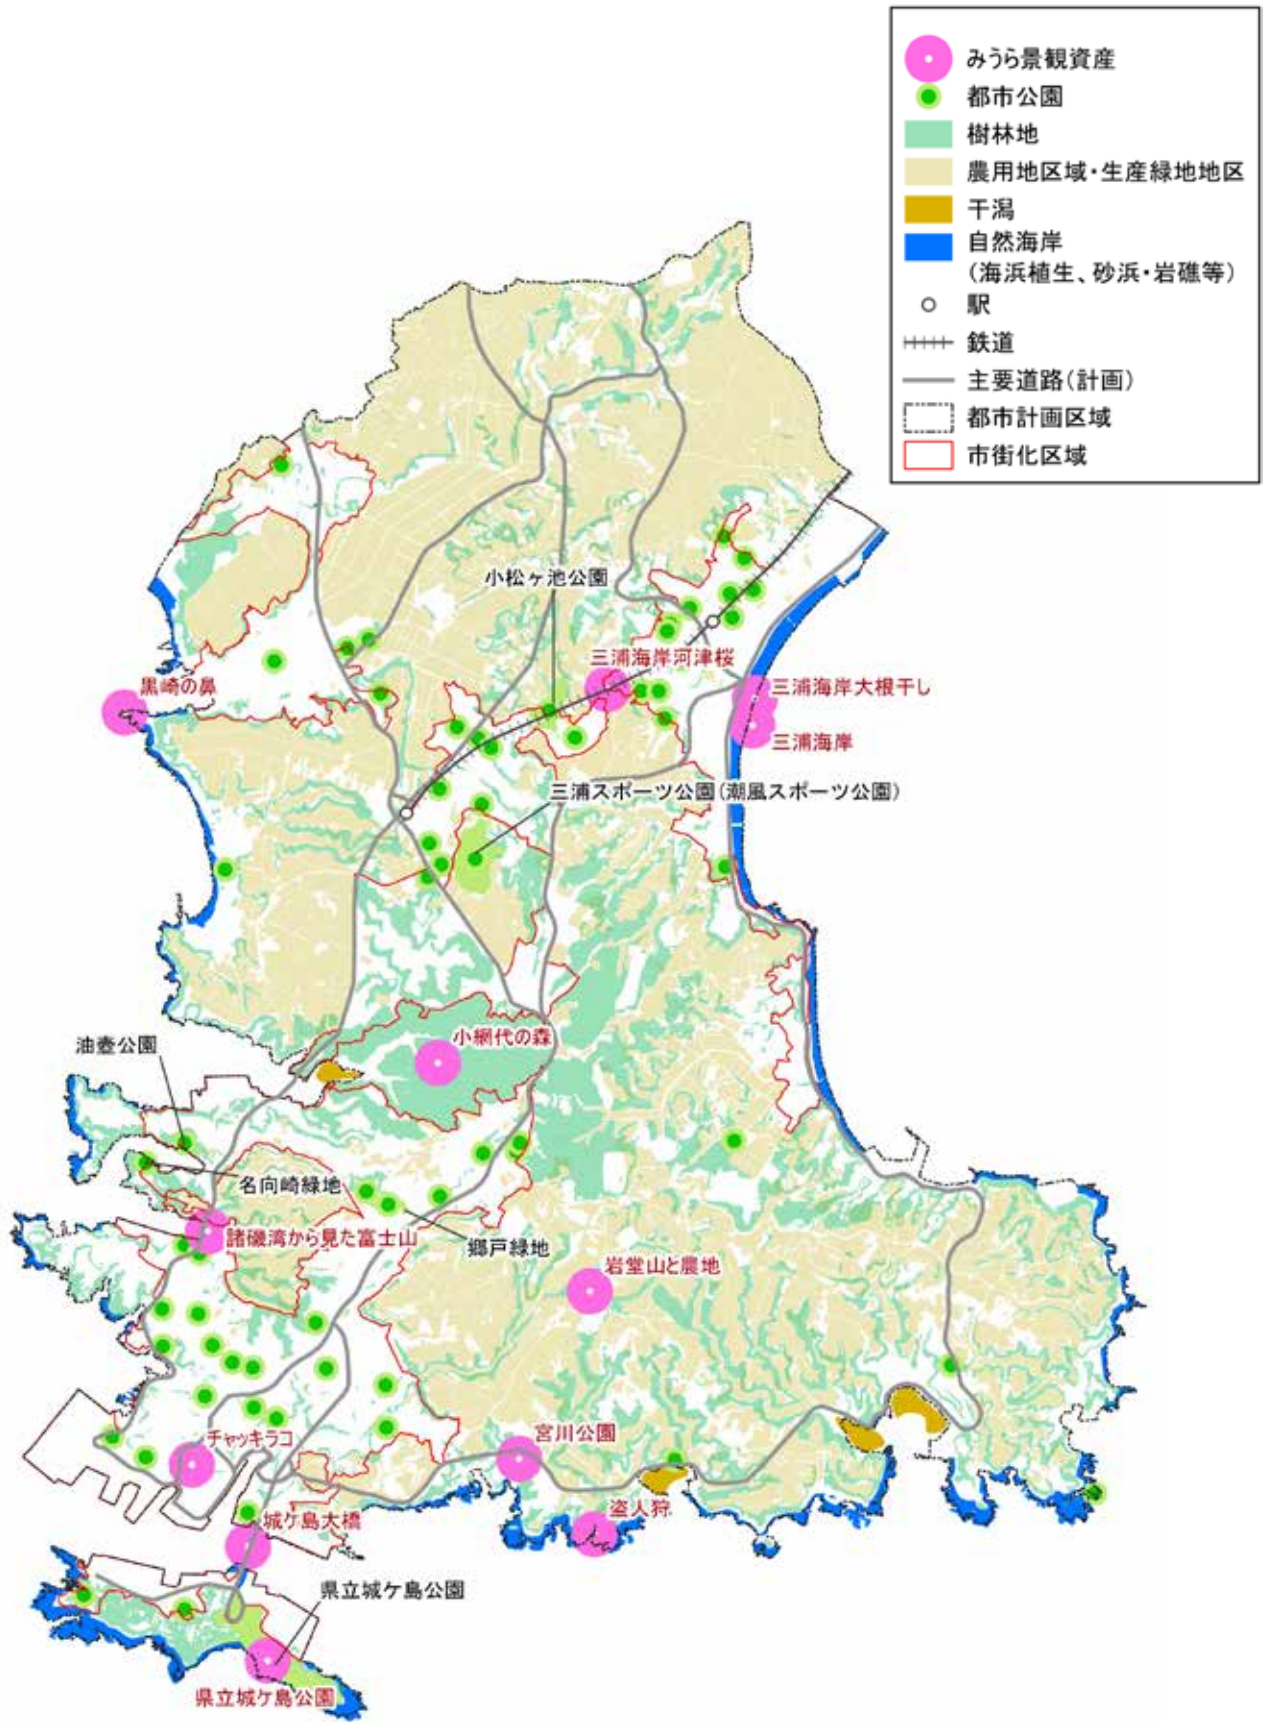 みうら景観資産
都市公園
樹林地
農用地区域・生産緑地地区
干潟
自然海岸
(海浜植生、砂浜・岩礁等)
駅
鉄道
主要道路(計画)
都市計画区域
市街化区域
小松ヶ池公園
三浦海岸河津桜
黒崎の鼻
三浦海岸大根干し
三浦海岸
三浦スポーツ公園(潮風スポーツ公園)
小網代の森
油壺公園
名向崎緑地
諸磯湾から見た富士山
郷戸緑地
岩堂山と農地
チャッキラコ
宮川公園
盗人狩
城ケ島大橋
県立城ケ島公園
県立城ケ島公園